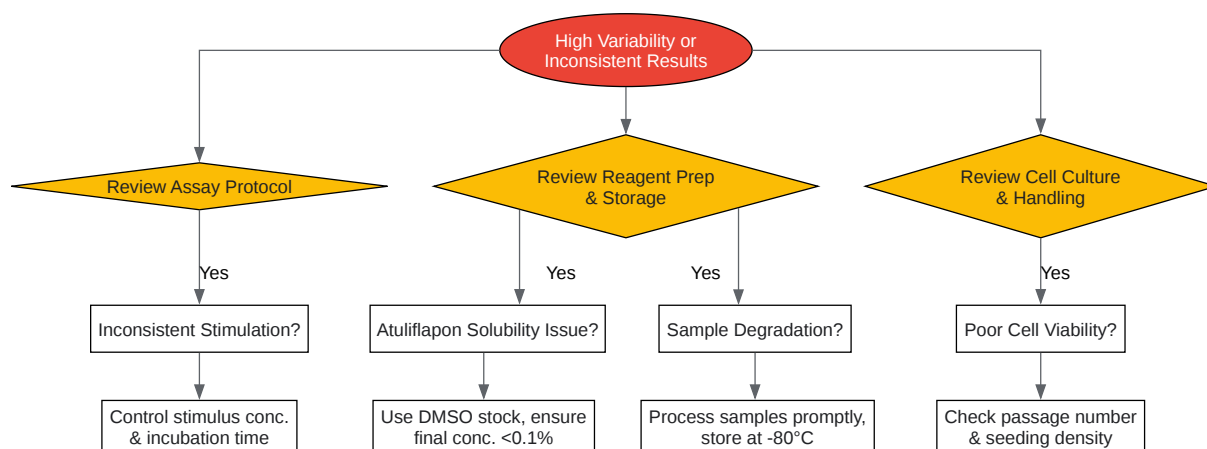 High Variability or
Inconsistent Results
Review Assay Protocol
Review Reagent Prep
& Storage
Review Cell Culture
& Handling
Yes
Yes
Yes
Yes
Inconsistent Stimulation?
Atuliflapon Solubility Issue?
Sample Degradation?
Poor Cell Viability?
Control stimulus conc.
& incubation time
Use DMSO stock, ensure
final conc. <0.1%
Process samples promptly,
store at -80°C
Check passage number
& seeding density